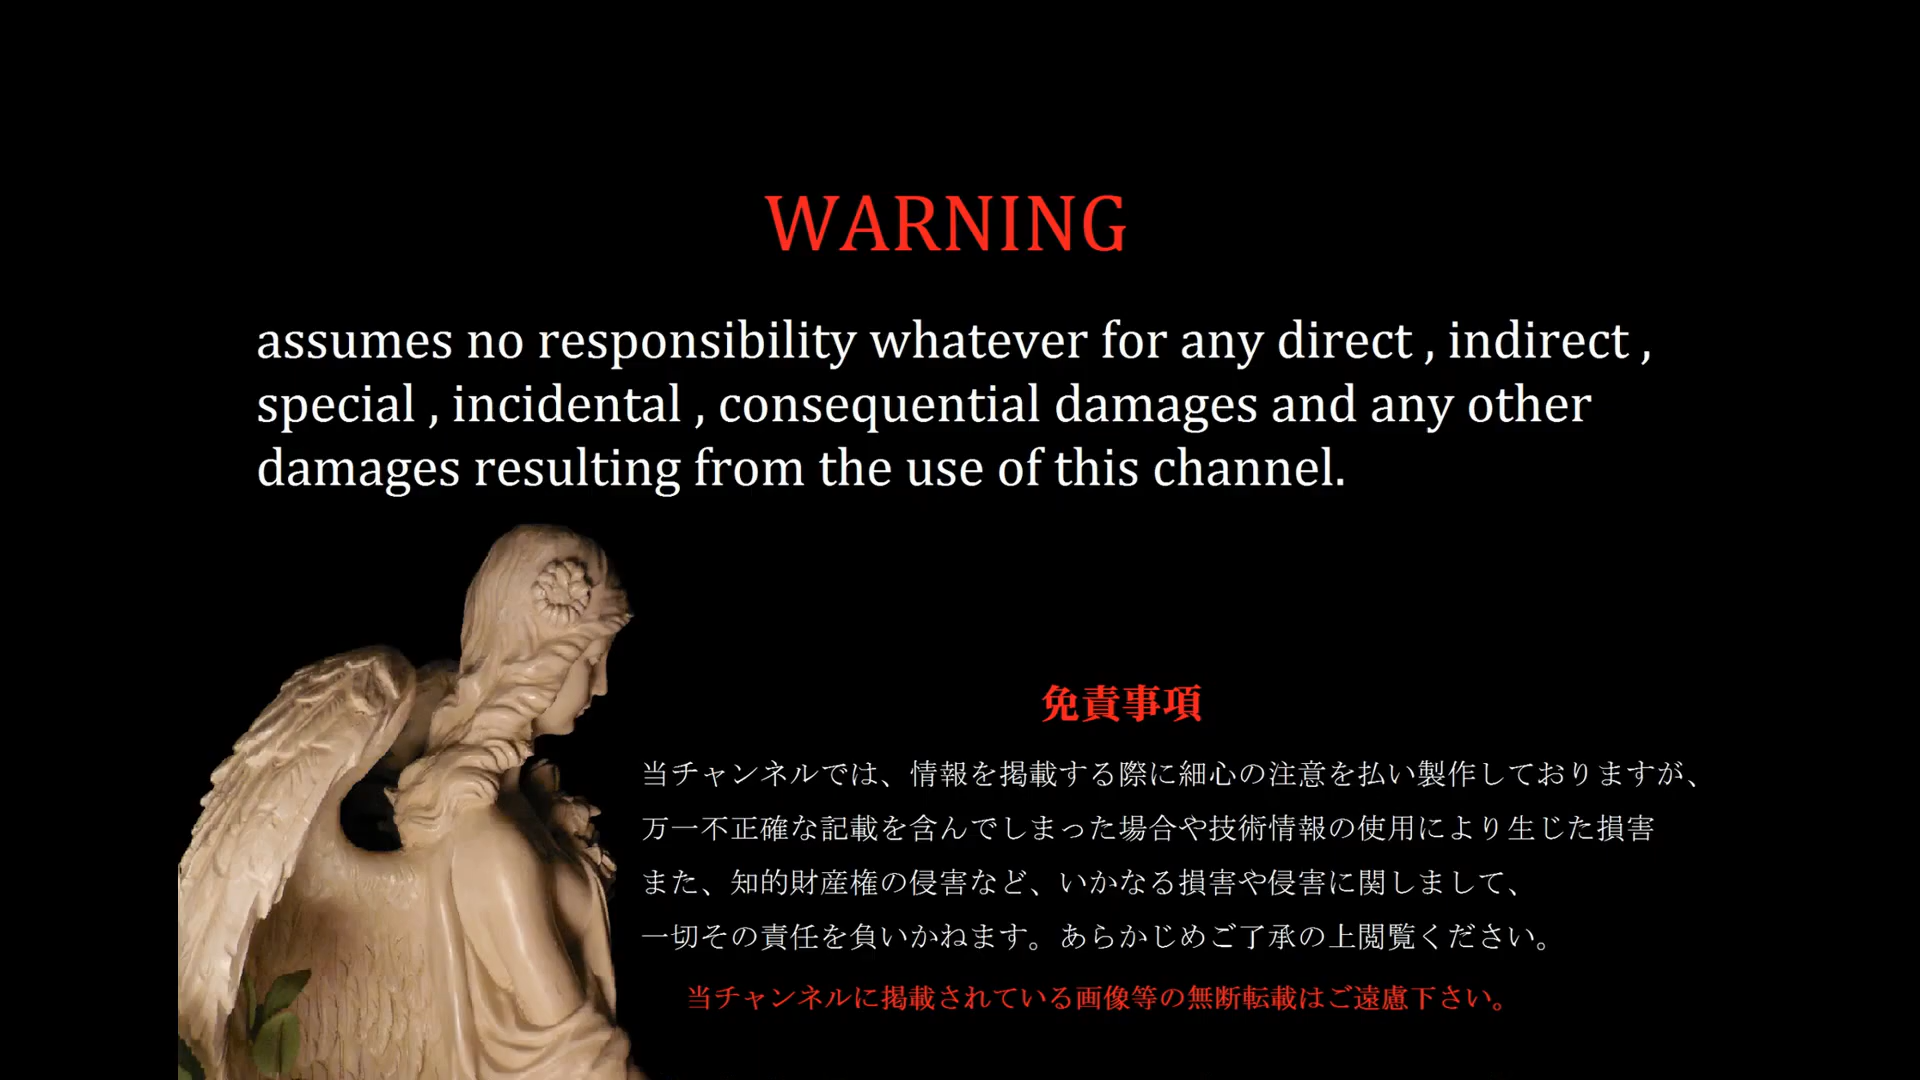 WARNING
assumes no responsibility whatever for any direct , indirect ,
special , incidental , consequential damages and any other
damages resulting from the use of this channel.
免責事項
当チャンネルでは、情報を掲載する際に細心の注意を払い製作しておりますが、
万一不正確な記載を含んでしまった場合や技術情報の使用により生じた損害
また、知的財産権の侵害など、いかなる損害や侵害に関しまして、
一切その責任を負いかねます。あらかじめご了承の上閲覧ください。
当チャンネルに掲載されている画像等の無断転載はご遠慮下さい。